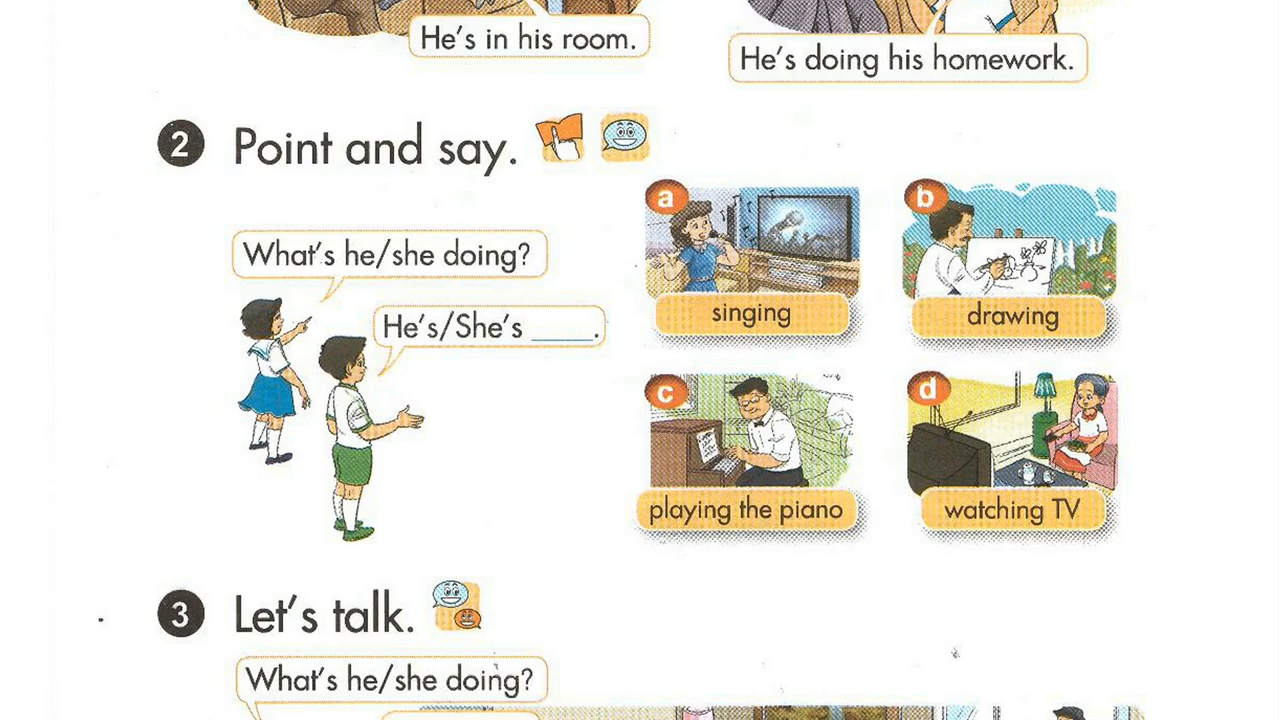 He's in his room.
He's doing his homework.
2 Point and say.
What's he/she doing?
He's/She's _____.
a
singing
b
drawing
c
playing the piano
d
watching TV
3 Let's talk.
What's he/she doing?